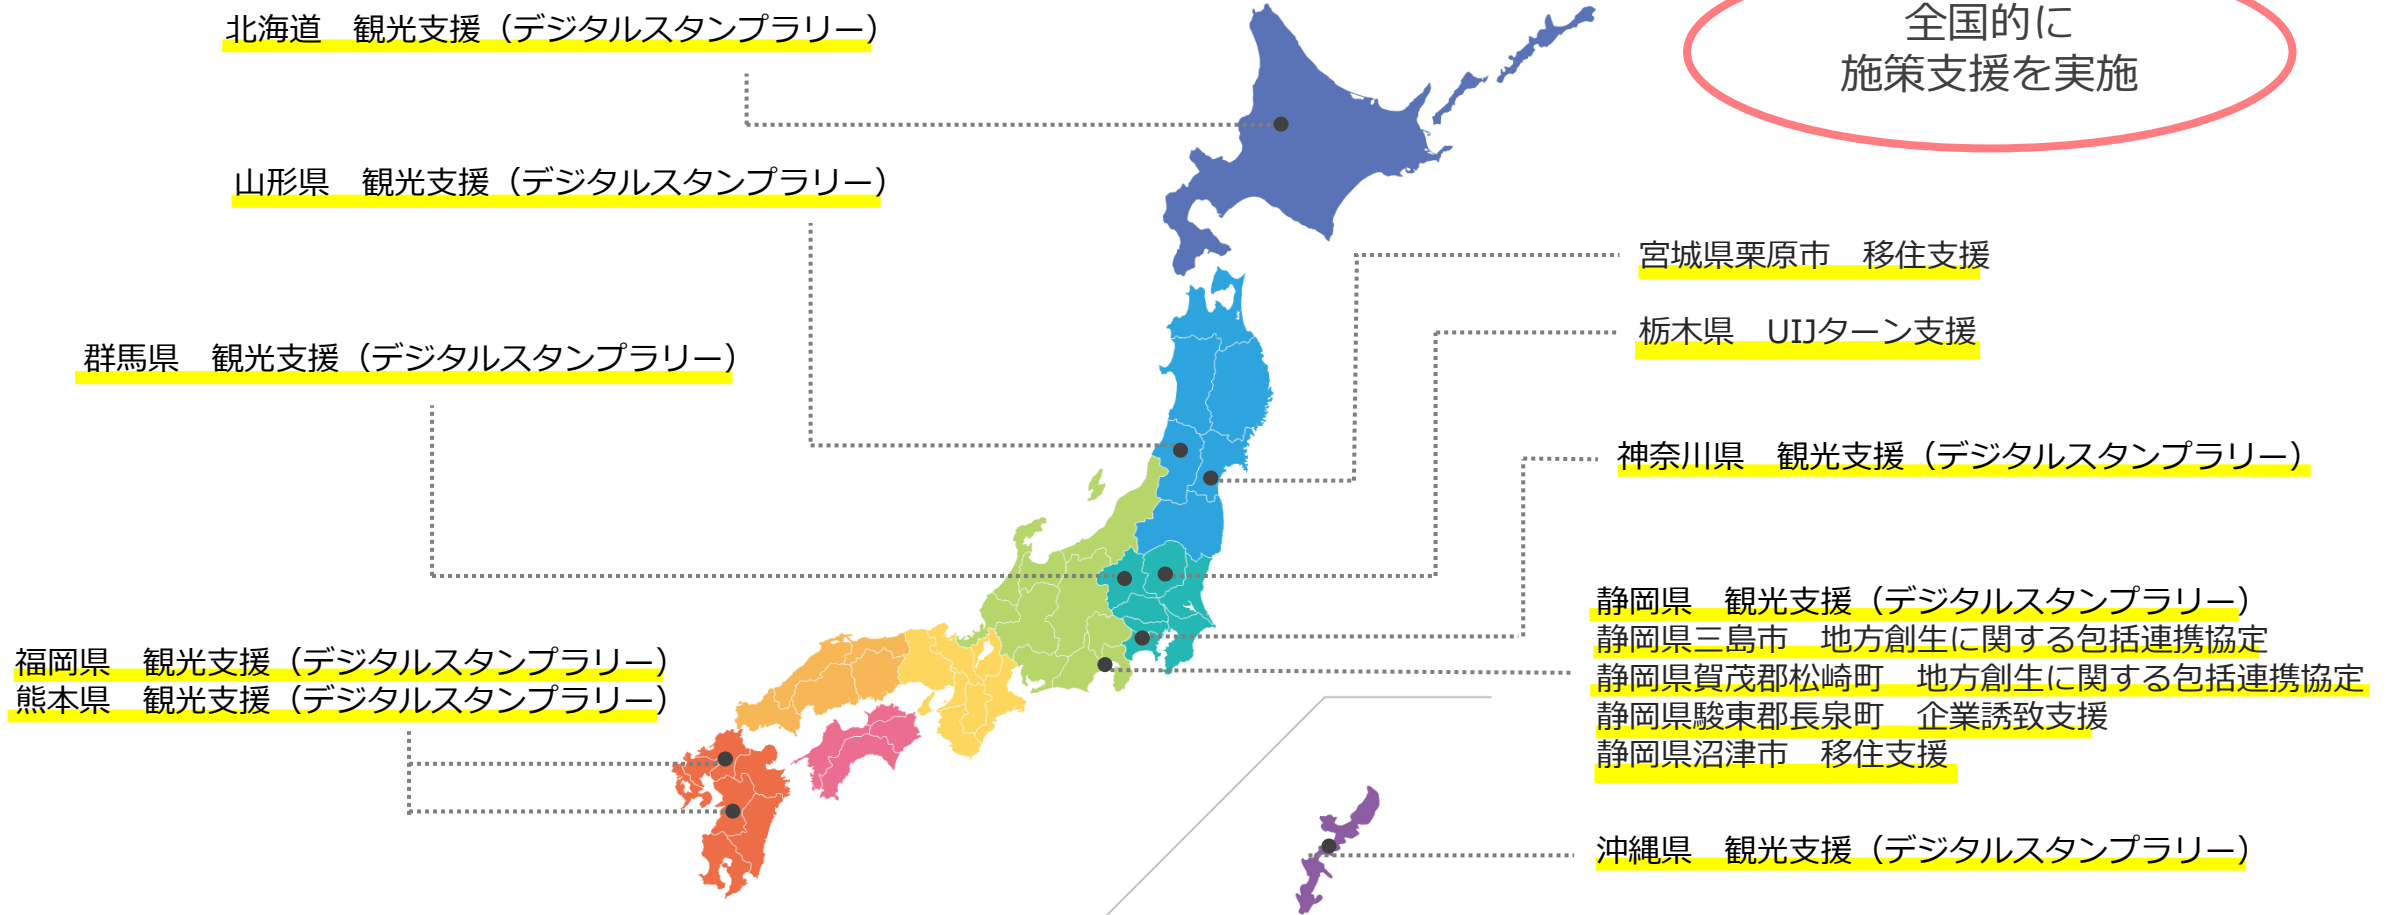 全国的に
施策支援を実施
北海道　観光支援（デジタルスタンプラリー）
山形県　観光支援（デジタルスタンプラリー）
群馬県　観光支援（デジタルスタンプラリー）
福岡県　観光支援（デジタルスタンプラリー）
熊本県　観光支援（デジタルスタンプラリー）
宮城県栗原市　移住支援
栃木県　UIJターン支援
神奈川県　観光支援（デジタルスタンプラリー）
静岡県　観光支援（デジタルスタンプラリー）
静岡県三島市　地方創生に関する包括連携協定
静岡県賀茂郡松崎町　地方創生に関する包括連携協定
静岡県駿東郡長泉町　企業誘致支援
静岡県沼津市　移住支援
沖縄県　観光支援（デジタルスタンプラリー）